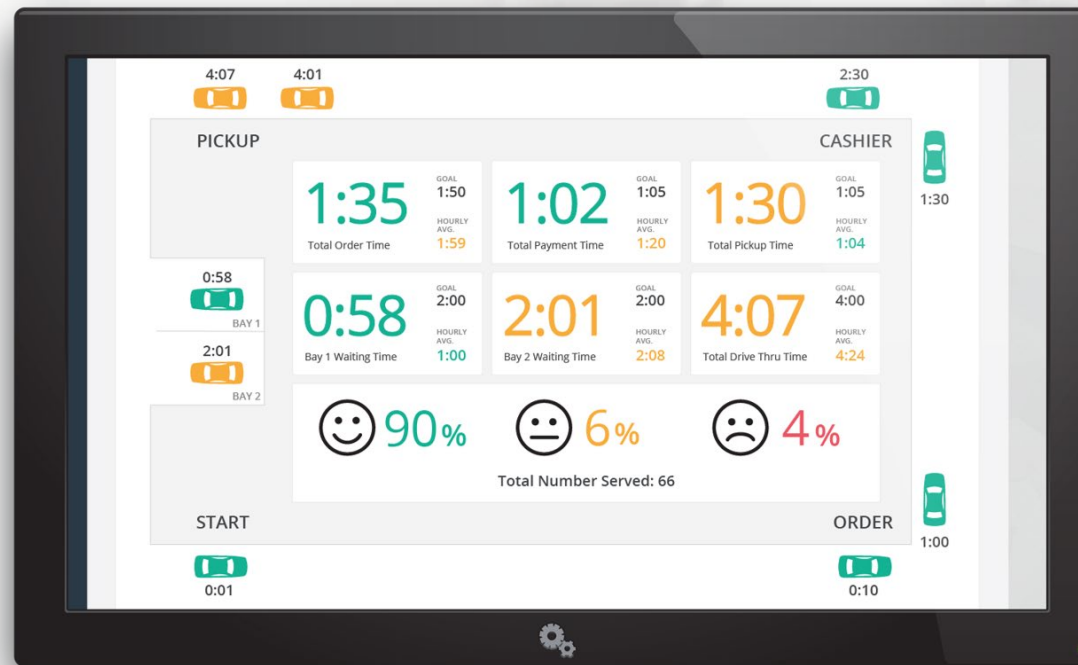 4:07
4:01
2:30
PICKUP
CASHIER
1:30
1:35
GOAL
1:50
HOURLY
AVG.
1:59
Total Order Time
1:02
GOAL
1:05
HOURLY
AVG.
1:20
Total Payment Time
1:30
GOAL
1:05
HOURLY
AVG.
1:04
Total Pickup Time
0:58
BAY 1
2:01
BAY 2
0:58
GOAL
2:00
HOURLY
AVG.
1:00
Bay 1 Waiting Time
2:01
GOAL
2:00
HOURLY
AVG.
2:08
Bay 2 Waiting Time
4:07
GOAL
4:00
HOURLY
AVG.
4:24
Total Drive Thru Time
90%
6%
4%
Total Number Served: 66
START
ORDER
1:00
0:01
0:10